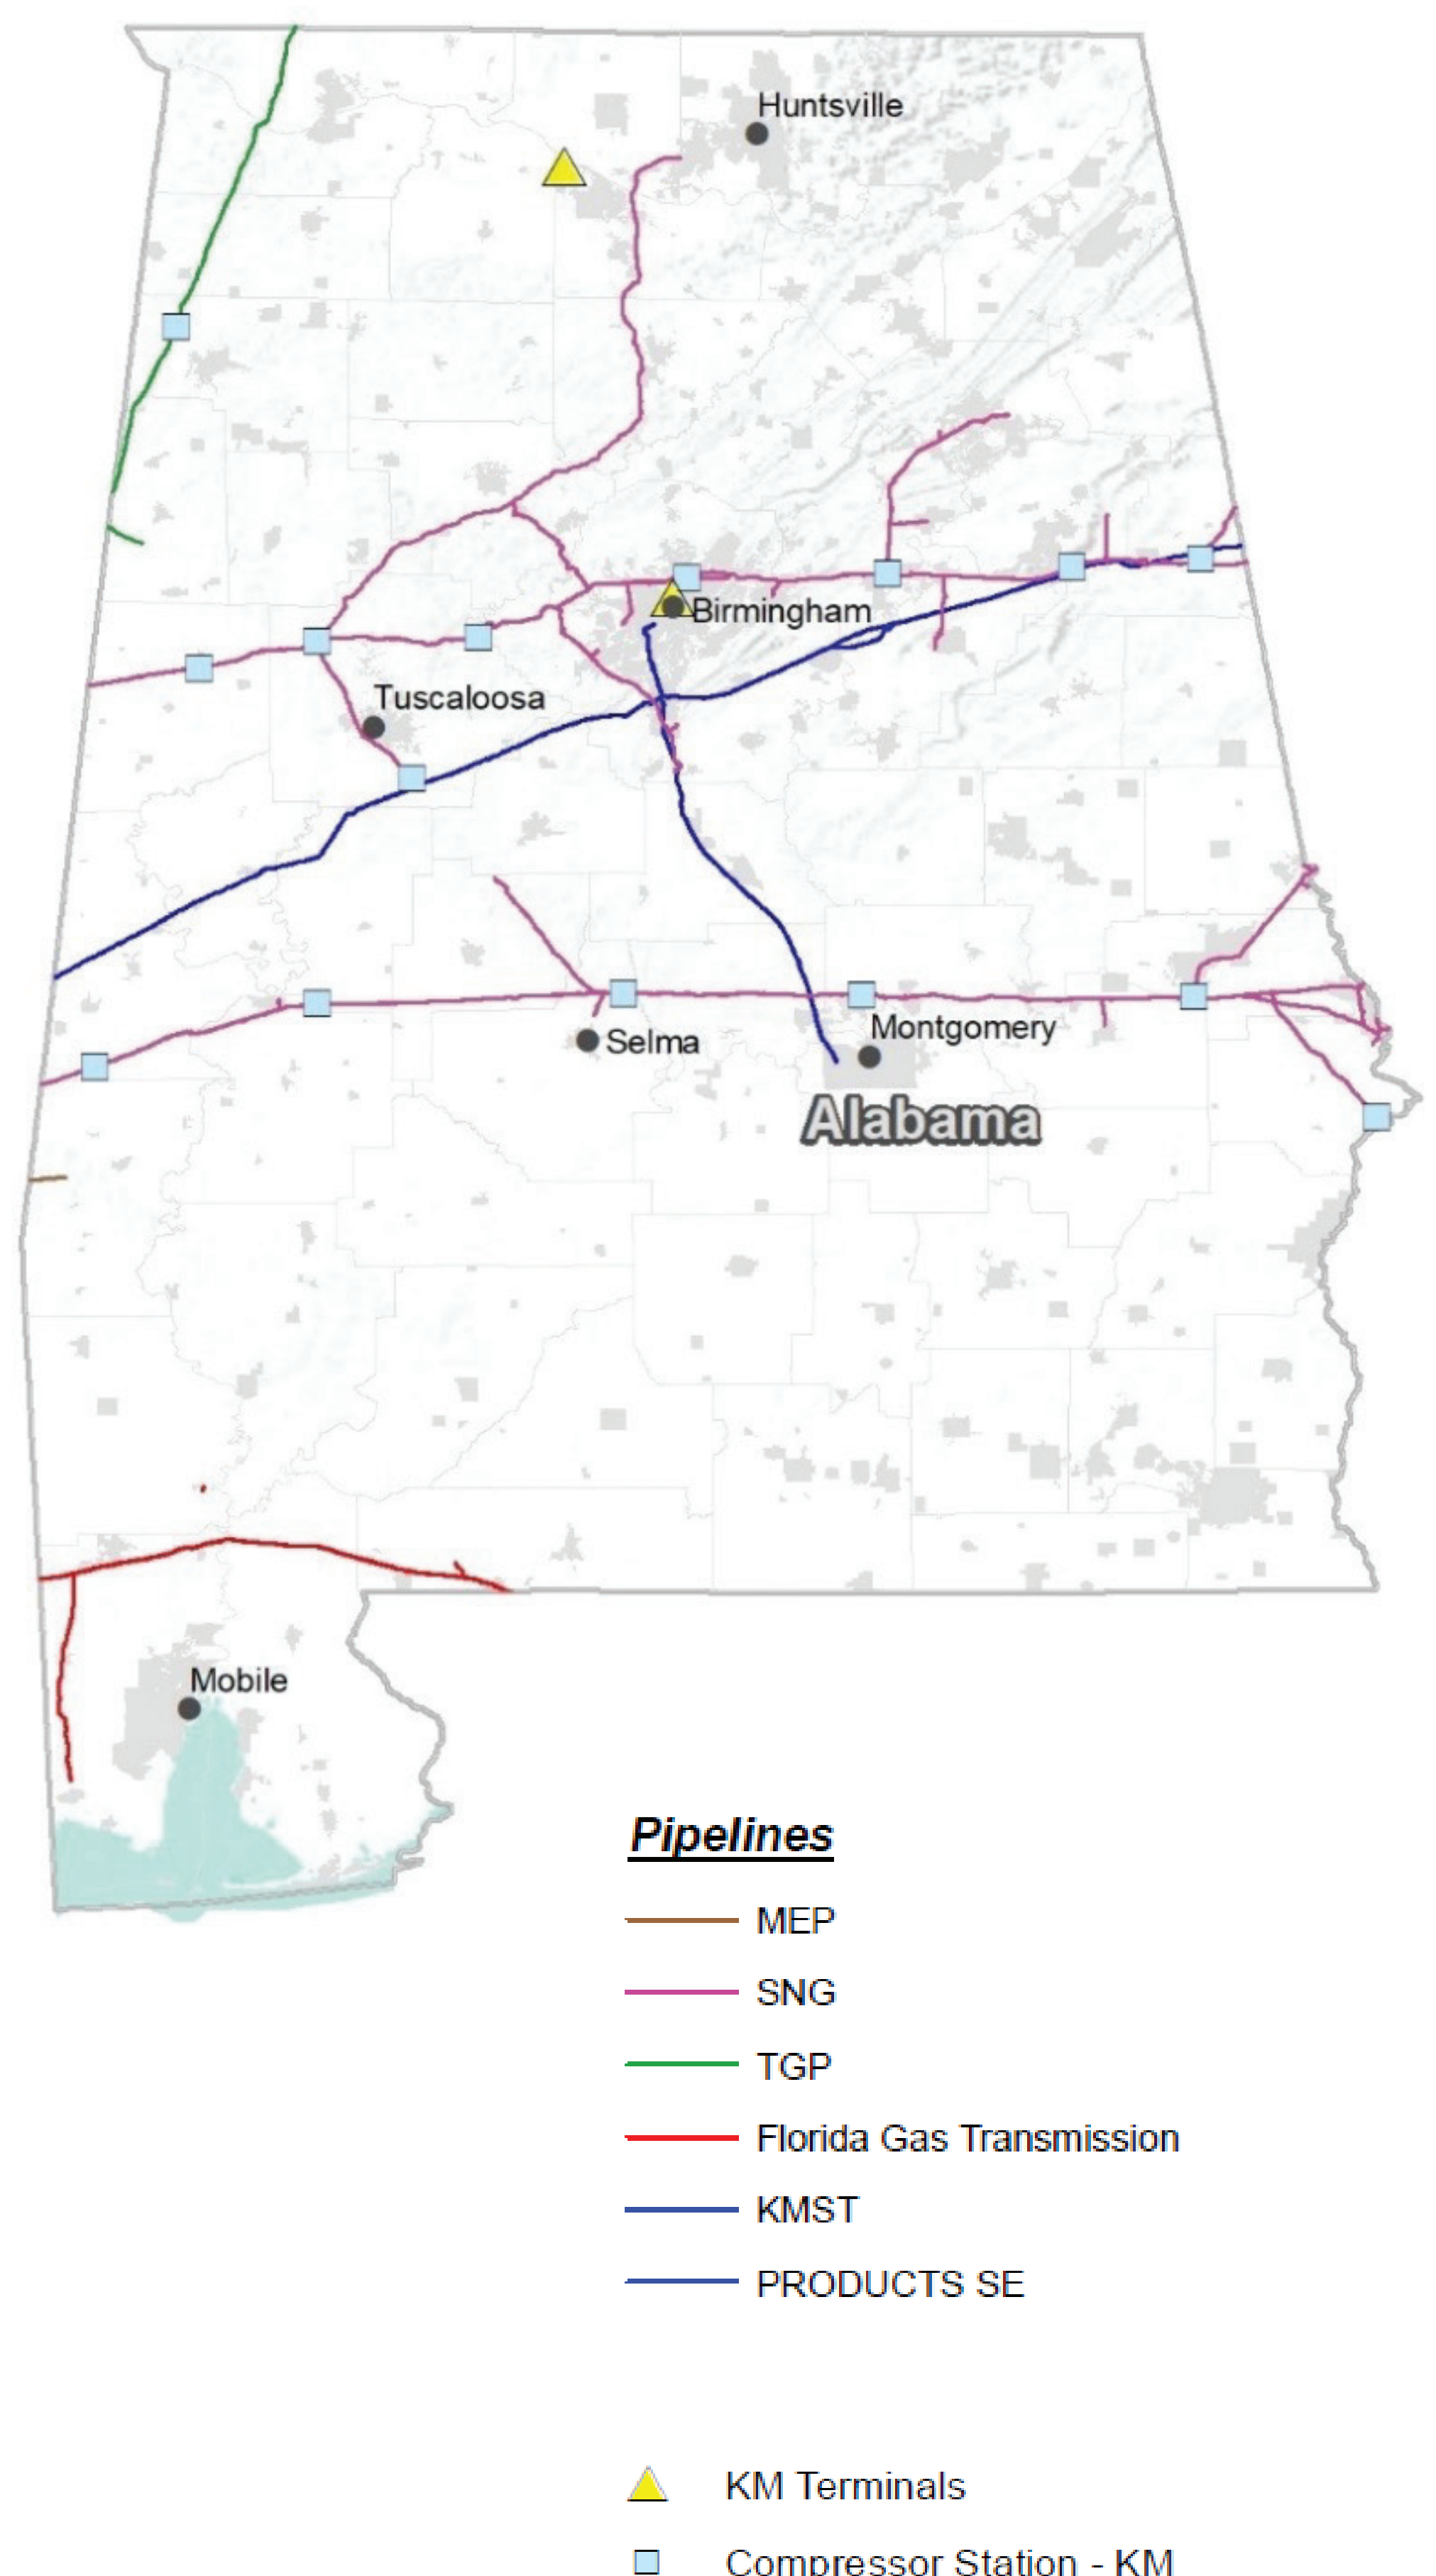 Huntsville
Birmingham
Tuscaloosa
Selma
Montgomery
Alabama
Mobile
Pipelines
MEP
SNG
TGP
Florida Gas Transmission
KMST
PRODUCTS SE
KM Terminals
Compressor Station - KM